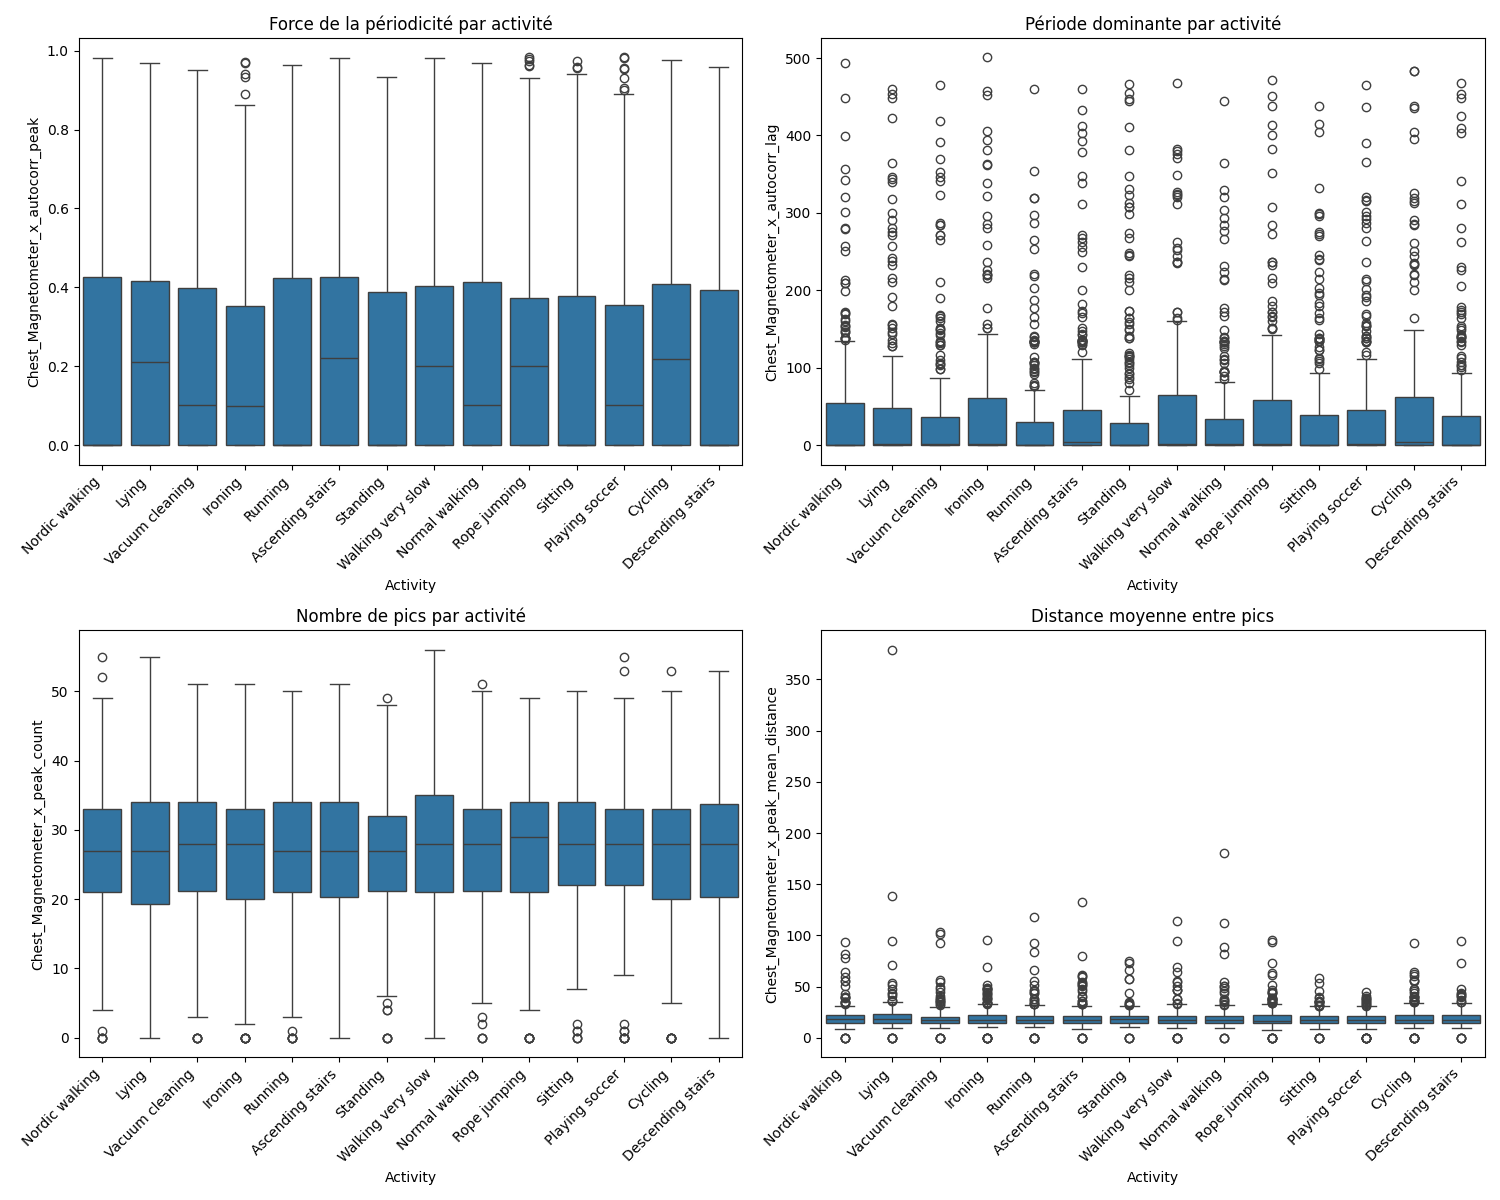 Force de la périodicité par activité
Chest_Magnetometer_x_autocorr_peak
1.0
0.8
0.6
0.4
0.2
0.0
Nordic walking
Lying
Vacuum cleaning
Ironing
Running
Ascending stairs
Standing
Walking very slow
Normal walking
Rope jumping
Sitting
Playing soccer
Cycling
Descending stairs
Activity
Période dominante par activité
Chest_Magnetometer_x_autocorr_lag
500
400
300
200
100
0
Nordic walking
Lying
Vacuum cleaning
Ironing
Running
Ascending stairs
Standing
Walking very slow
Normal walking
Rope jumping
Sitting
Playing soccer
Cycling
Descending stairs
Activity
Nombre de pics par activité
Chest_Magnetometer_x_peak_count
50
40
30
20
10
0
Nordic walking
Lying
Vacuum cleaning
Ironing
Running
Ascending stairs
Standing
Walking very slow
Normal walking
Rope jumping
Sitting
Playing soccer
Cycling
Descending stairs
Activity
Distance moyenne entre pics
Chest_Magnetometer_x_peak_mean_distance
350
300
250
200
150
100
50
0
Nordic walking
Lying
Vacuum cleaning
Ironing
Running
Ascending stairs
Standing
Walking very slow
Normal walking
Rope jumping
Sitting
Playing soccer
Cycling
Descending stairs
Activity